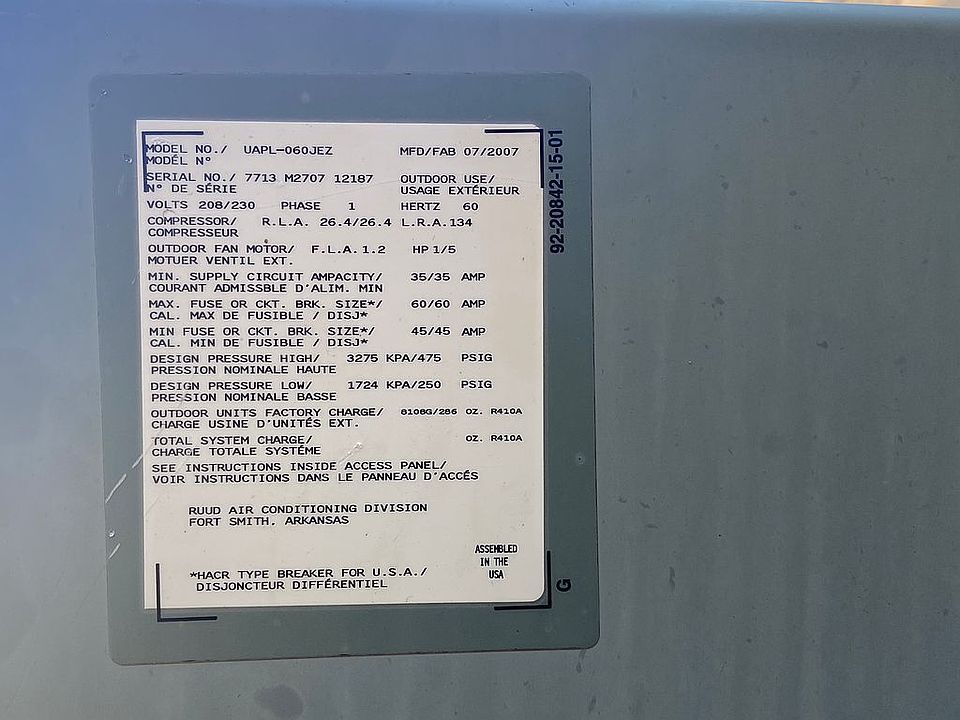 MODEL NO./ UAPL-060JEZ MFD/FAB 07/2007
MODÉL N°
SERIAL NO./ 7713 M2707 12187 OUTDOOR USE/
N° DE SÉRIE USAGE EXTÉRIEUR
VOLTS 208/230 PHASE 1 HERTZ 60
COMPRESSOR/ R.L.A. 26.4/26.4 L.R.A.134
COMPRESSEUR
OUTDOOR FAN MOTOR/ F.L.A.1.2 HP 1/5
MOTUER VENTIL EXT.
MIN. SUPPLY CIRCUIT AMPACITY/ 35/35 AMP
COURANT ADMISSBLE D'ALIM. MIN
MAX. FUSE OR CKT. BRK. SIZE*/ 60/60 AMP
CAL. MAX DE FUSIBLE / DISJ*
MIN FUSE OR CKT. BRK. SIZE*/ 45/45 AMP
CAL. MIN DE FUSIBLE / DISJ*
DESIGN PRESSURE HIGH/ 3275 KPA/475 PSIG
PRESSION NOMINALE HAUTE
DESIGN PRESSURE LOW/ 1724 KPA/250 PSIG
PRESSION NOMINALE BASSE
OUTDOOR UNITS FACTORY CHARGE/ 8108G/286 OZ. R410A
CHARGE USINE D'UNITÉS EXT.
TOTAL SYSTEM CHARGE/ OZ. R410A
CHARGE TOTALE SYSTÉME
SEE INSTRUCTIONS INSIDE ACCESS PANEL/
VOIR INSTRUCTIONS DANS LE PANNEAU D'ACCÉS
RUUD AIR CONDITIONING DIVISION
FORT SMITH, ARKANSAS
ASSEMBLED
IN THE
USA
*HACR TYPE BREAKER FOR U.S.A./
DISJONCTEUR DIFFÉRENTIEL
92-20842-15-01
G